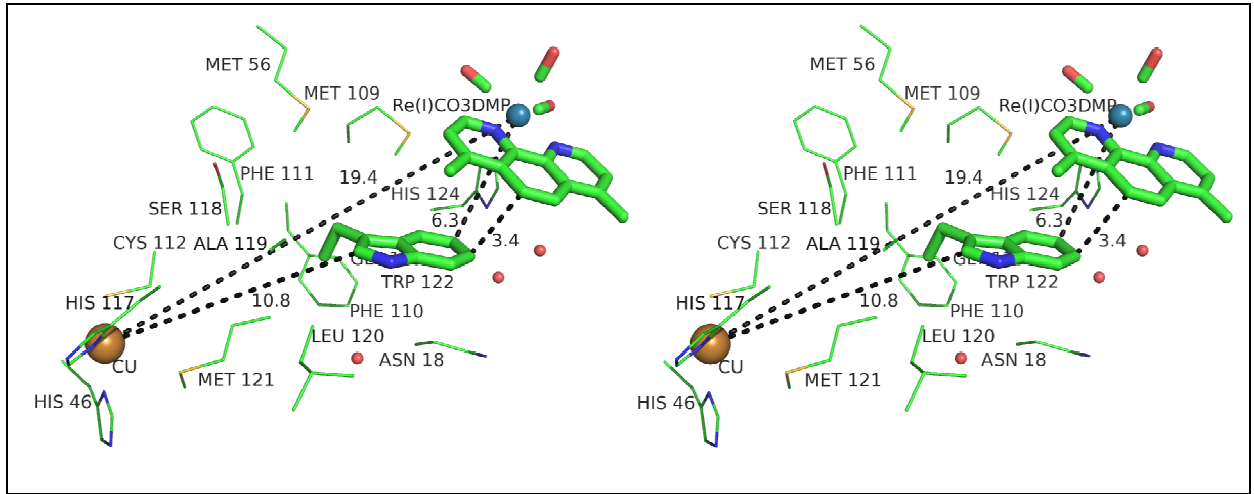 MET 56 MET 56
MET 109 MET 109
Re(I)CO3DMP Re(I)CO3DMP
PHE 111 PHE 111
19.4 19.4
HIS 124 HIS 124
SER 118 SER 118
6.3 6.3
CYS 112 ALA 119 CYS 112 ALA 119
3.4 3.4
TRP 122 TRP 122
HIS 117 10.8 HIS 117 10.8
PHE 110 PHE 110
LEU 120 LEU 120
ASN 18 ASN 18
CU CU
MET 121 MET 121
HIS 46 HIS 46